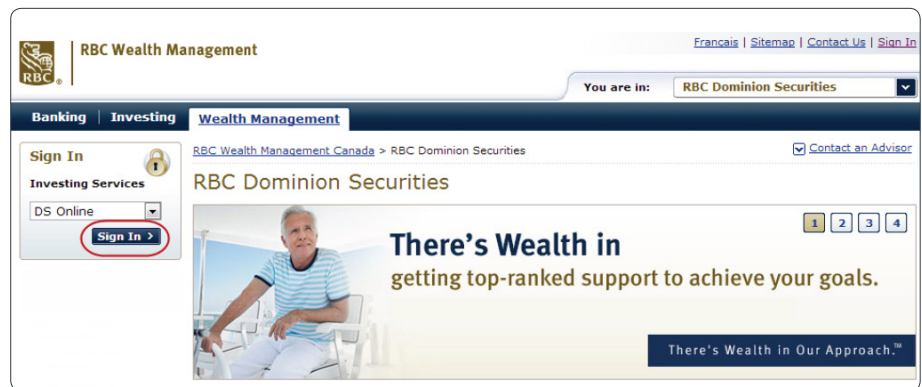 RBC Wealth Management
RBC®
Français | Sitemap | Contact Us | Sign In
You are in: RBC Dominion Securities
Banking | Investing Wealth Management
Sign In
Investing Services
DS Online
Sign In >
RBC Wealth Management Canada > RBC Dominion Securities
Contact an Advisor
RBC Dominion Securities
1 2 3 4
There's Wealth in
getting top-ranked support to achieve your goals.
There's Wealth in Our Approach.™